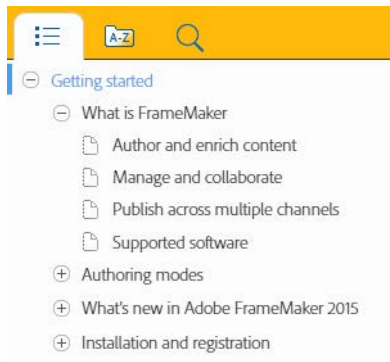 A-Z
Getting started
What is FrameMaker
Author and enrich content
Manage and collaborate
Publish across multiple channels
Supported software
Authoring modes
What's new in Adobe FrameMaker 2015
Installation and registration